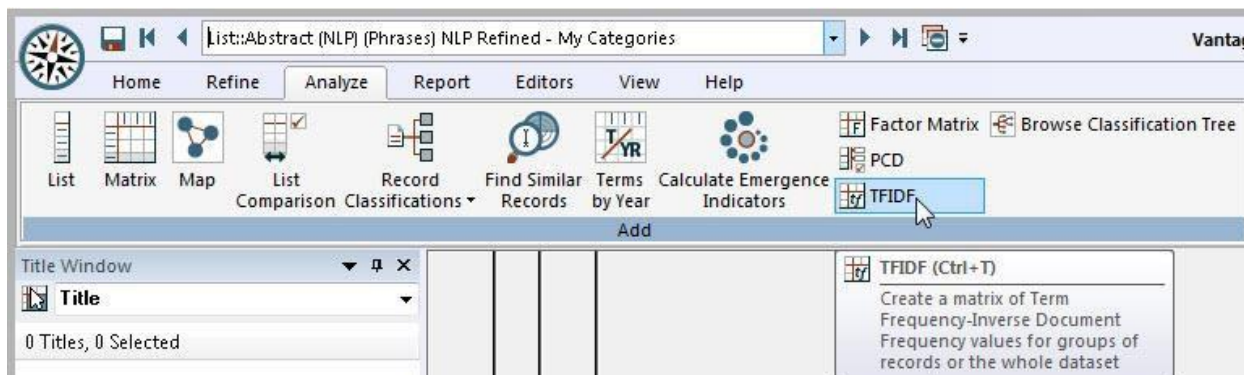 List::Abstract (NLP) (Phrases) NLP Refined - My Categories
Home Refine Analyze Report Editors View Help
List
Matrix
Map
List
Comparison
Record
Classifications
Find Similar
Records
T/YR
Terms
by Year
Calculate Emergence
Indicators
F Factor Matrix
Browse Classification Tree
PCD
tf TFIDF
Add
Title Window
Title
0 Titles, 0 Selected
tf TFIDF (Ctrl+T)
Create a matrix of Term
Frequency-Inverse Document
Frequency values for groups of
records or the whole dataset